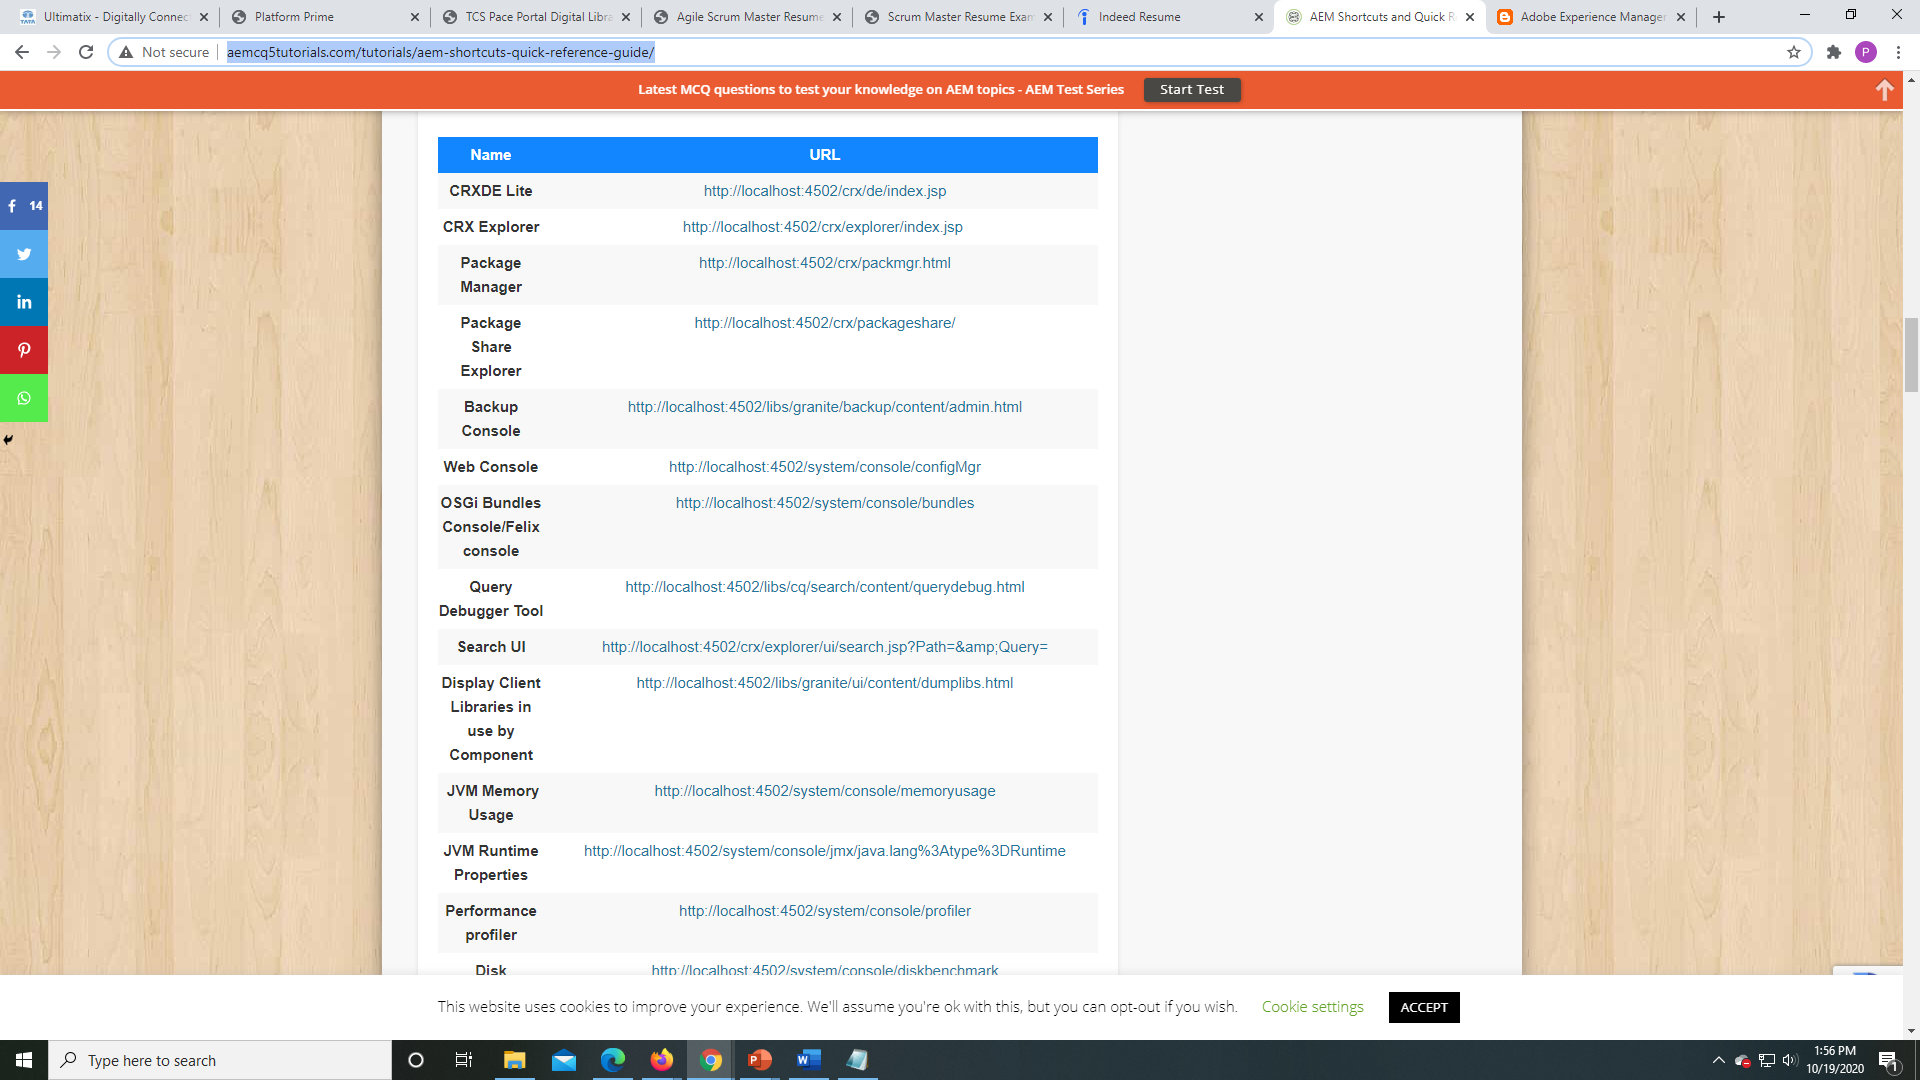 Ultimatix - Digitally Connect
Platform Prime
TCS Pace Portal Digital Libra
Agile Scrum Master Resume
Scrum Master Resume Exam
Indeed Resume
AEM Shortcuts and Quick R
Adobe Experience Manager
Not secure
aemcq5tutorials.com/tutorials/aem-shortcuts-quick-reference-guide/
P
Latest MCQ questions to test your knowledge on AEM topics - AEM Test Series
Start Test
14
Name URL
CRXDE Lite http://localhost:4502/crx/de/index.jsp
CRX Explorer http://localhost:4502/crx/explorer/index.jsp
Package http://localhost:4502/crx/packmgr.html
Manager
Package http://localhost:4502/crx/packageshare/
Share
Explorer
Backup http://localhost:4502/libs/granite/backup/content/admin.html
Console
Web Console http://localhost:4502/system/console/configMgr
OSGi Bundles http://localhost:4502/system/console/bundles
Console/Felix
console
Query http://localhost:4502/libs/cq/search/content/querydebug.html
Debugger Tool
Search UI http://localhost:4502/crx/explorer/ui/search.jsp?Path=&amp;Query=
Display Client http://localhost:4502/libs/granite/ui/content/dumplibs.html
Libraries in
use by
Component
JVM Memory http://localhost:4502/system/console/memoryusage
Usage
JVM Runtime http://localhost:4502/system/console/jmx/java.lang%3Atype%3DRuntime
Properties
Performance http://localhost:4502/system/console/profiler
profiler
Disk http://localhost:4502/system/console/diskbenchmark
This website uses cookies to improve your experience. We'll assume you're ok with this, but you can opt-out if you wish. Cookie settings ACCEPT
Type here to search
1:56 PM
10/19/2020
1